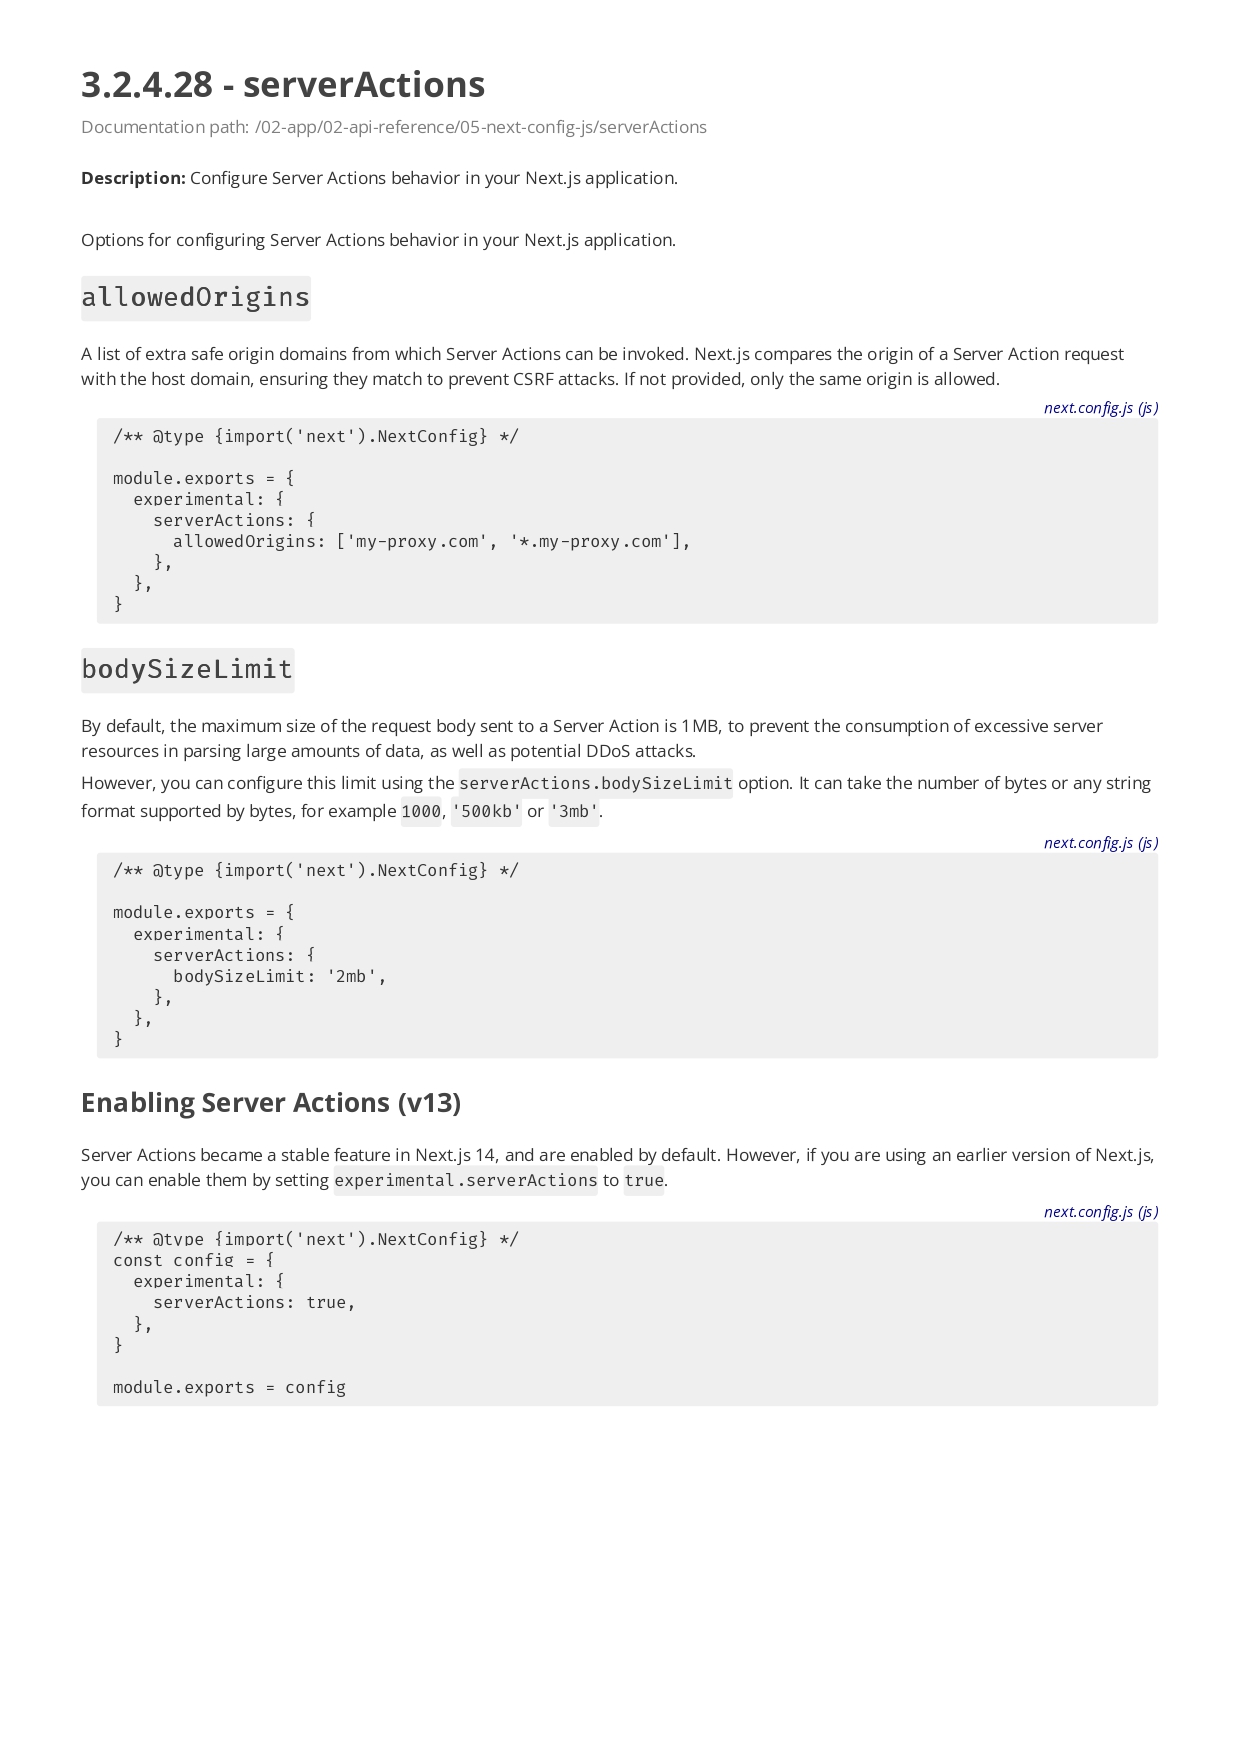 3.2.4.28 - serverActions
Documentation path: /02-app/02-api-reference/05-next-config-js/serverActions
Description: Configure Server Actions behavior in your Next.js application.
Options for configuring Server Actions behavior in your Next.js application.
allowedOrigins
A list of extra safe origin domains from which Server Actions can be invoked. Next.js compares the origin of a Server Action request
with the host domain, ensuring they match to prevent CSRF attacks. If not provided, only the same origin is allowed.
next.config.js (js)
/** @type {import('next').NextConfig} */
module.exports = {
  experimental: {
    serverActions: {
      allowedOrigins: ['my-proxy.com', '*.my-proxy.com'],
    },
  },
}
bodySizeLimit
By default, the maximum size of the request body sent to a Server Action is 1MB, to prevent the consumption of excessive server
resources in parsing large amounts of data, as well as potential DDoS attacks.
However, you can configure this limit using the serverActions.bodySizeLimit option. It can take the number of bytes or any string
format supported by bytes, for example 1000, '500kb' or '3mb'.
next.config.js (js)
/** @type {import('next').NextConfig} */
module.exports = {
  experimental: {
    serverActions: {
      bodySizeLimit: '2mb',
    },
  },
}
Enabling Server Actions (v13)
Server Actions became a stable feature in Next.js 14, and are enabled by default. However, if you are using an earlier version of Next.js,
you can enable them by setting experimental.serverActions to true.
next.config.js (js)
/** @type {import('next').NextConfig} */
const config = {
  experimental: {
    serverActions: true,
  },
}
module.exports = config